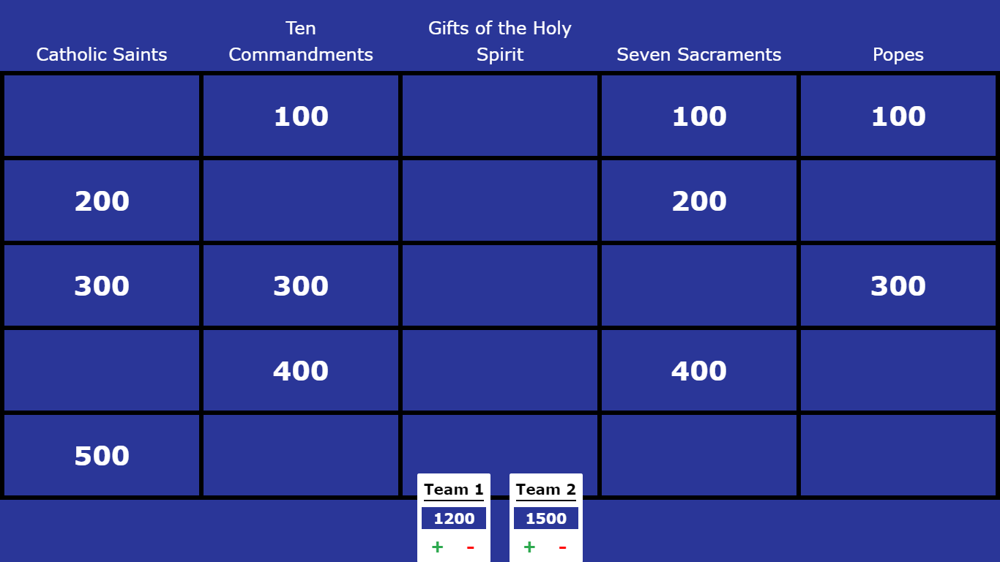 Catholic Saints
Ten
Commandments
Gifts of the Holy
Spirit
Seven Sacraments
Popes
100
100
100
200
200
300
300
300
400
400
500
Team 1
Team 2
1200
1500
+ -
+ -